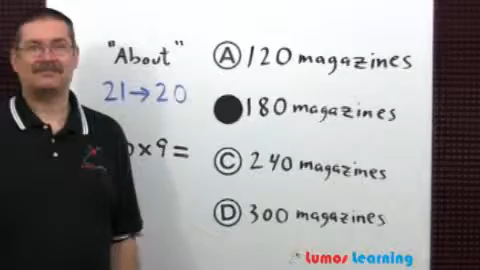 "About"
21→20
x9=
Ⓐ 120 magazines
180 magazines
Ⓒ 240 magazines
Ⓓ 300 magazines
Lumos Learning